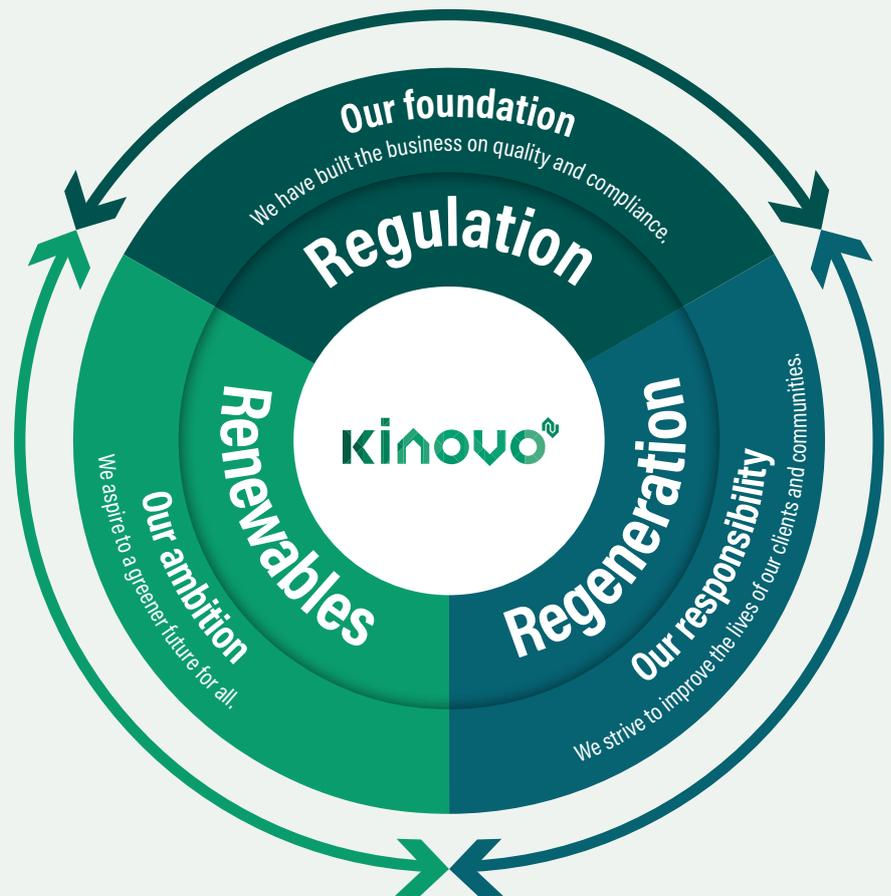 Our foundation
We have built the business on quality and compliance.
Regulation
Regeneration
Our responsibility
We strive to improve the lives of our clients and communities.
Renewables
Our ambition
We aspire to a greener future for all.
kinovo